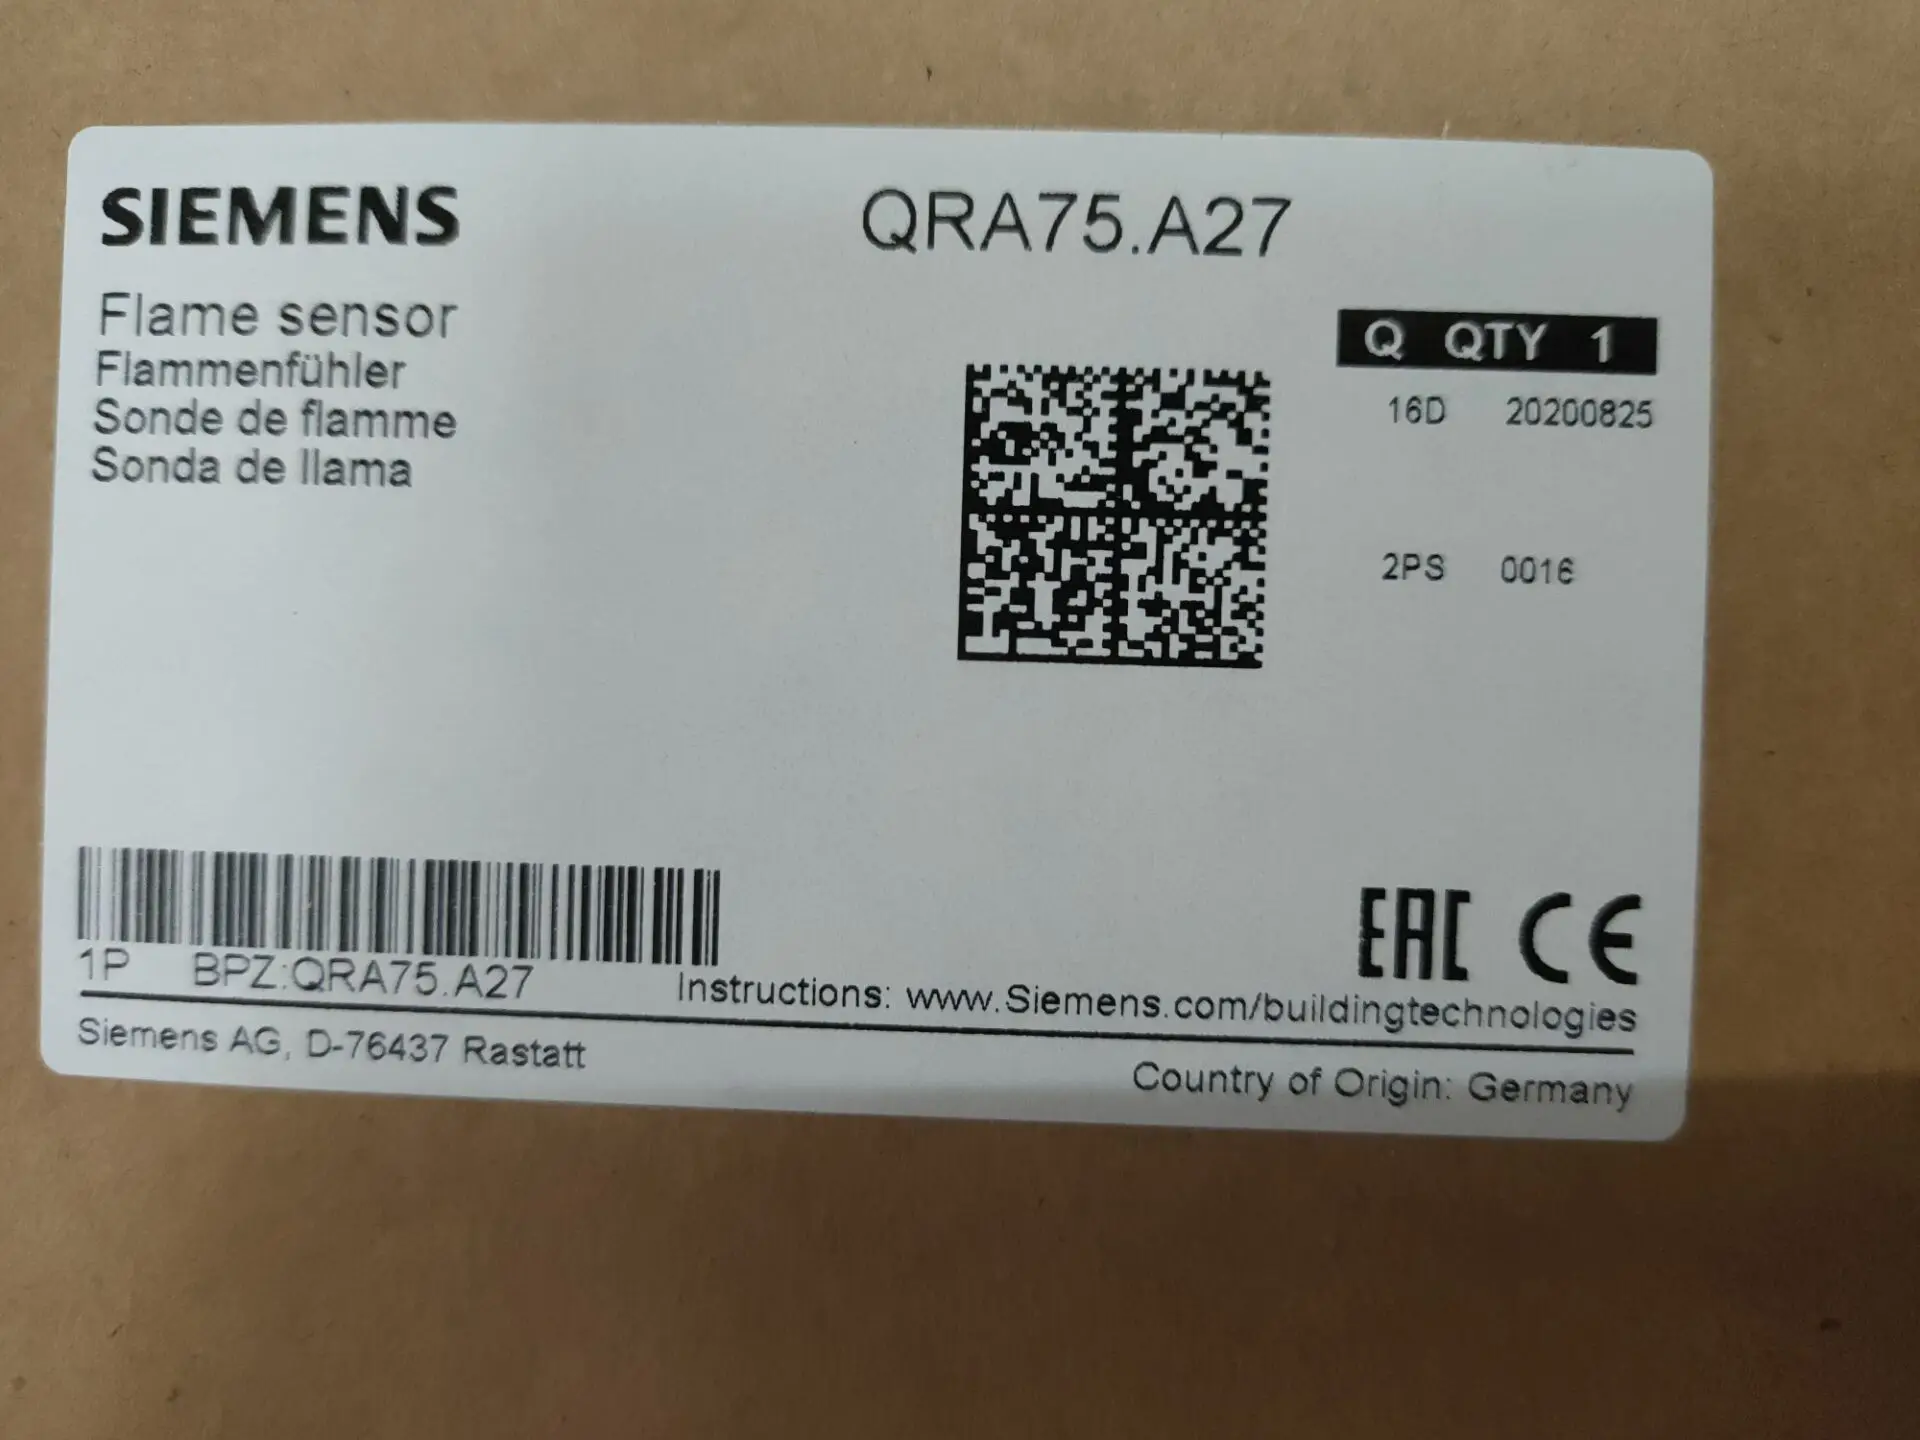 SIEMENS
QRA75.A27
Flame sensor
Flammenfühler
Sonde de flamme
Sonda de llama
Q QTY 1
16D 20200825
2PS 0016
1P BPZ:QRA75.A27
EAC CE
Instructions: www.Siemens.com/buildingtechnologies
Siemens AG, D-76437 Rastatt
Country of Origin: Germany